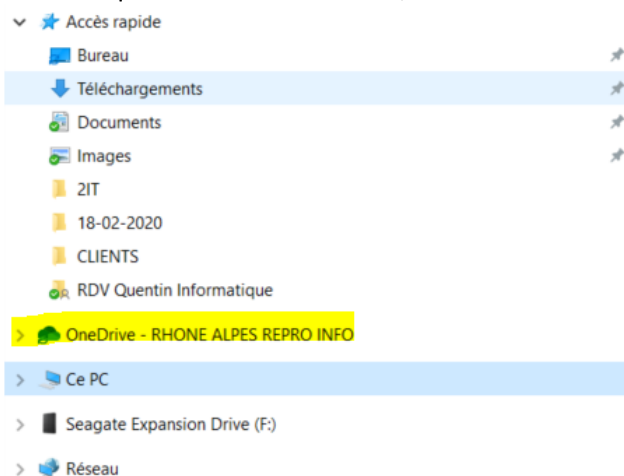 Accès rapide
Bureau
Téléchargements
Documents
Images
2IT
18-02-2020
CLIENTS
RDV Quentin Informatique
OneDrive - RHONE ALPES REPRO INFO
Ce PC
Seagate Expansion Drive (F:)
Réseau